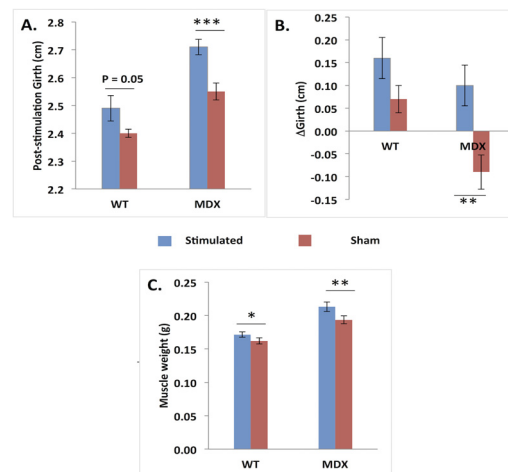 A.
***
P = 0.05
Post-stimulation Girth (cm)
2.8
2.7
2.6
2.5
2.4
2.3
2.2
WT
MDX
B.
ΔGirth (cm)
0.25
0.20
0.15
0.10
0.05
0.00
-0.05
-0.10
-0.15
WT
MDX
**
Stimulated
Sham
C.
*
**
Muscle weight (g)
0.25
0.20
0.15
0.10
0.05
0.00
WT
MDX